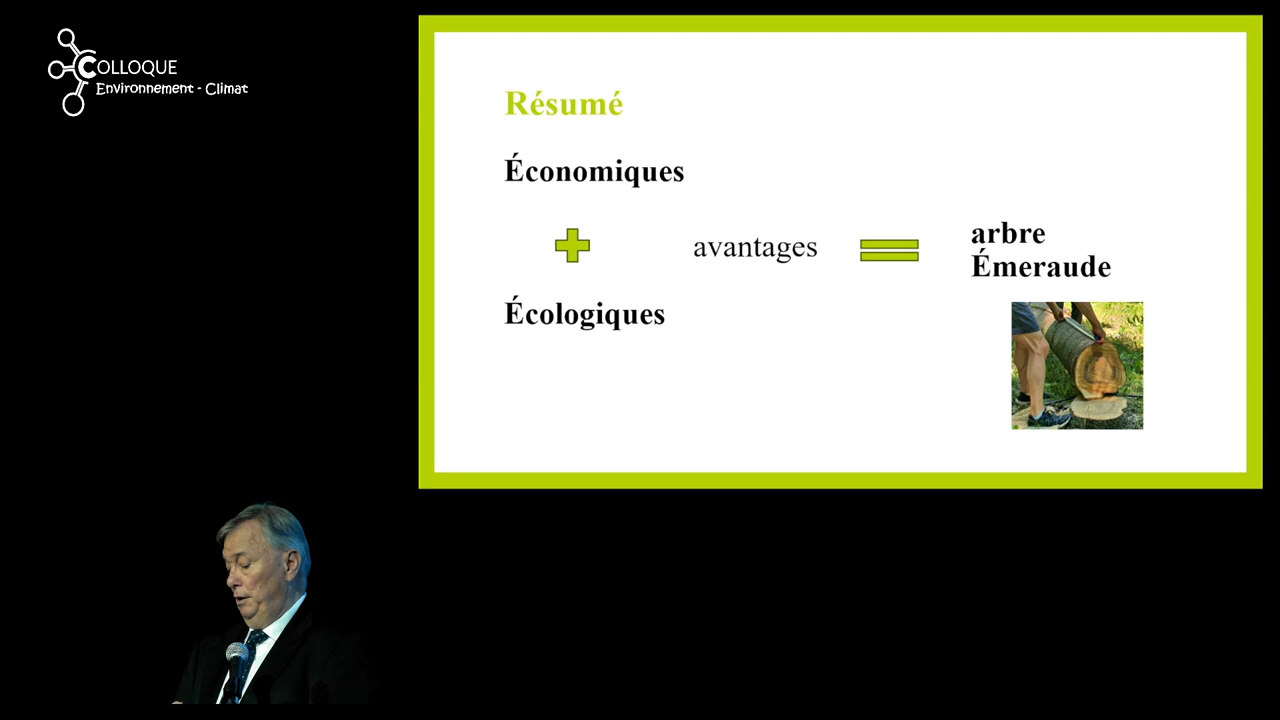 COLLOQUE
Environnement - Climat
Résumé
Économiques
avantages
arbre
Émeraude
Écologiques